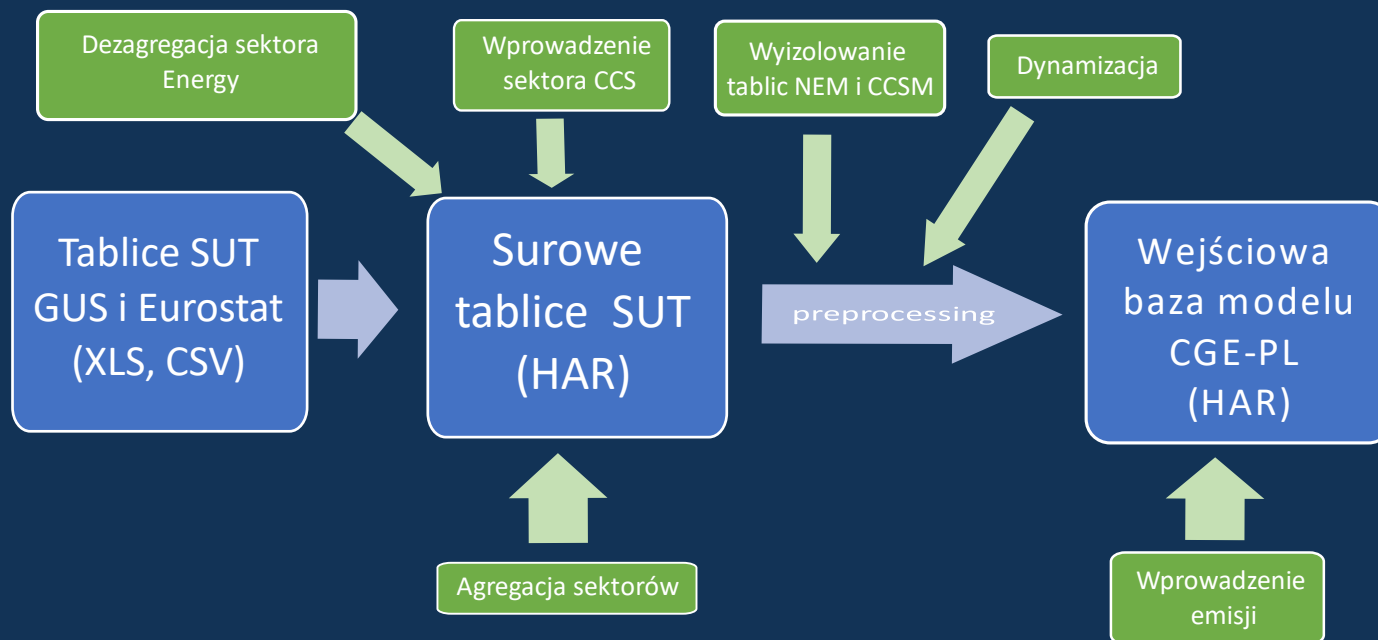 Dezagregacja sektora
Energy
Wprowadzenie
sektora CCS
Wyizolowanie
tablic NEM i CCSM
Dynamizacja
Tablice SUT
GUS i Eurostat
(XLS, CSV)
Surowe
tablice SUT
(HAR)
preprocessing
Wejściowa
baza modelu
CGE-PL
(HAR)
Agregacja sektorów
Wprowadzenie
emisji